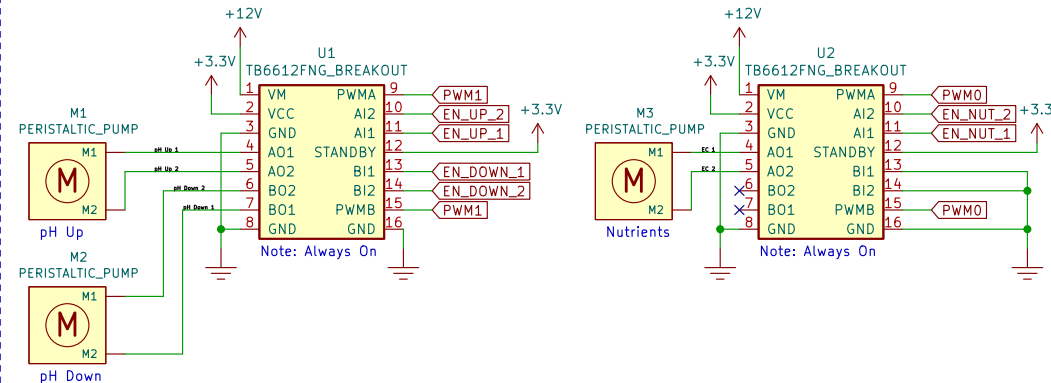 +12V
U1
TB6612FNG_BREAKOUT
+3.3V
1 VM PWMA 9 PWM1
2 VCC AI2 10 EN_UP_2
3 GND AI1 11 EN_UP_1
4 AO1 STANDBY 12 +3.3V
5 AO2 BI1 13 EN_DOWN_1
6 BO2 BI2 14 EN_DOWN_2
7 BO1 PWMB 15 PWM1
8 GND GND 16
Note: Always On
M1
PERISTALTIC_PUMP
M1 pH Up 1
M
pH Up 2
M2
pH Up
pH Down 2
pH Down 1
M2
PERISTALTIC_PUMP
M1
M
M2
pH Down
+12V
U2
TB6612FNG_BREAKOUT
+3.3V
1 VM PWMA 9 PWM0
2 VCC AI2 10 EN_NUT_2
3 GND AI1 11 EN_NUT_1
4 AO1 STANDBY 12 +3.3
5 AO2 BI1 13
6 BO2 BI2 14
7 BO1 PWMB 15 PWM0
8 GND GND 16
Note: Always On
M3
PERISTALTIC_PUMP
M1 EC 1
M
EC 2
M2
Nutrients